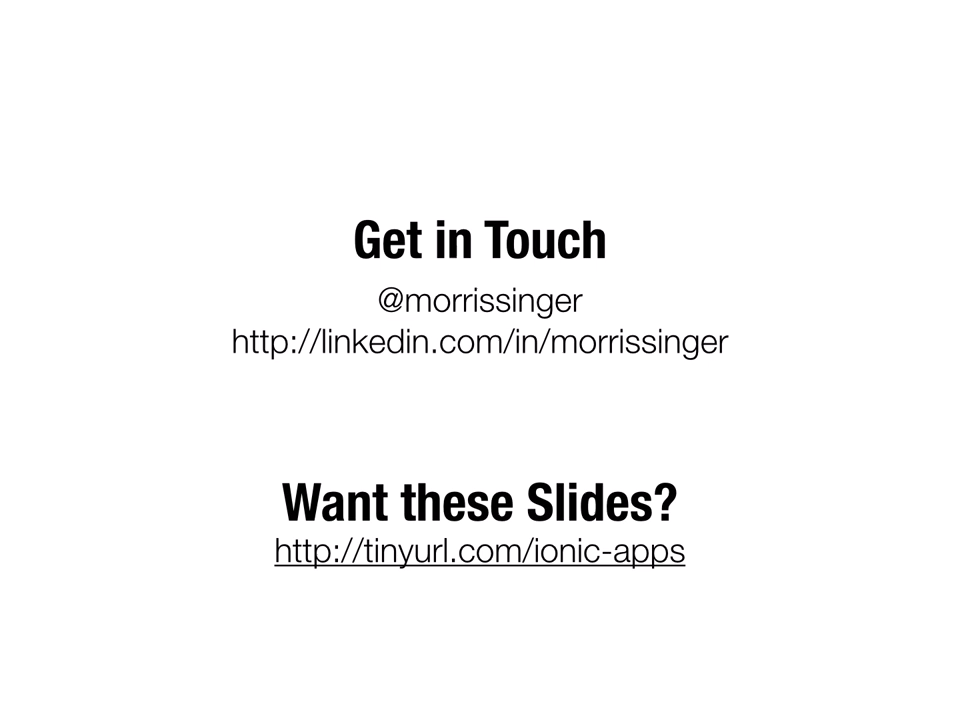 Get in Touch
@morrissinger
http://linkedin.com/in/morrissinger
Want these Slides?
http://tinyurl.com/ionic-apps